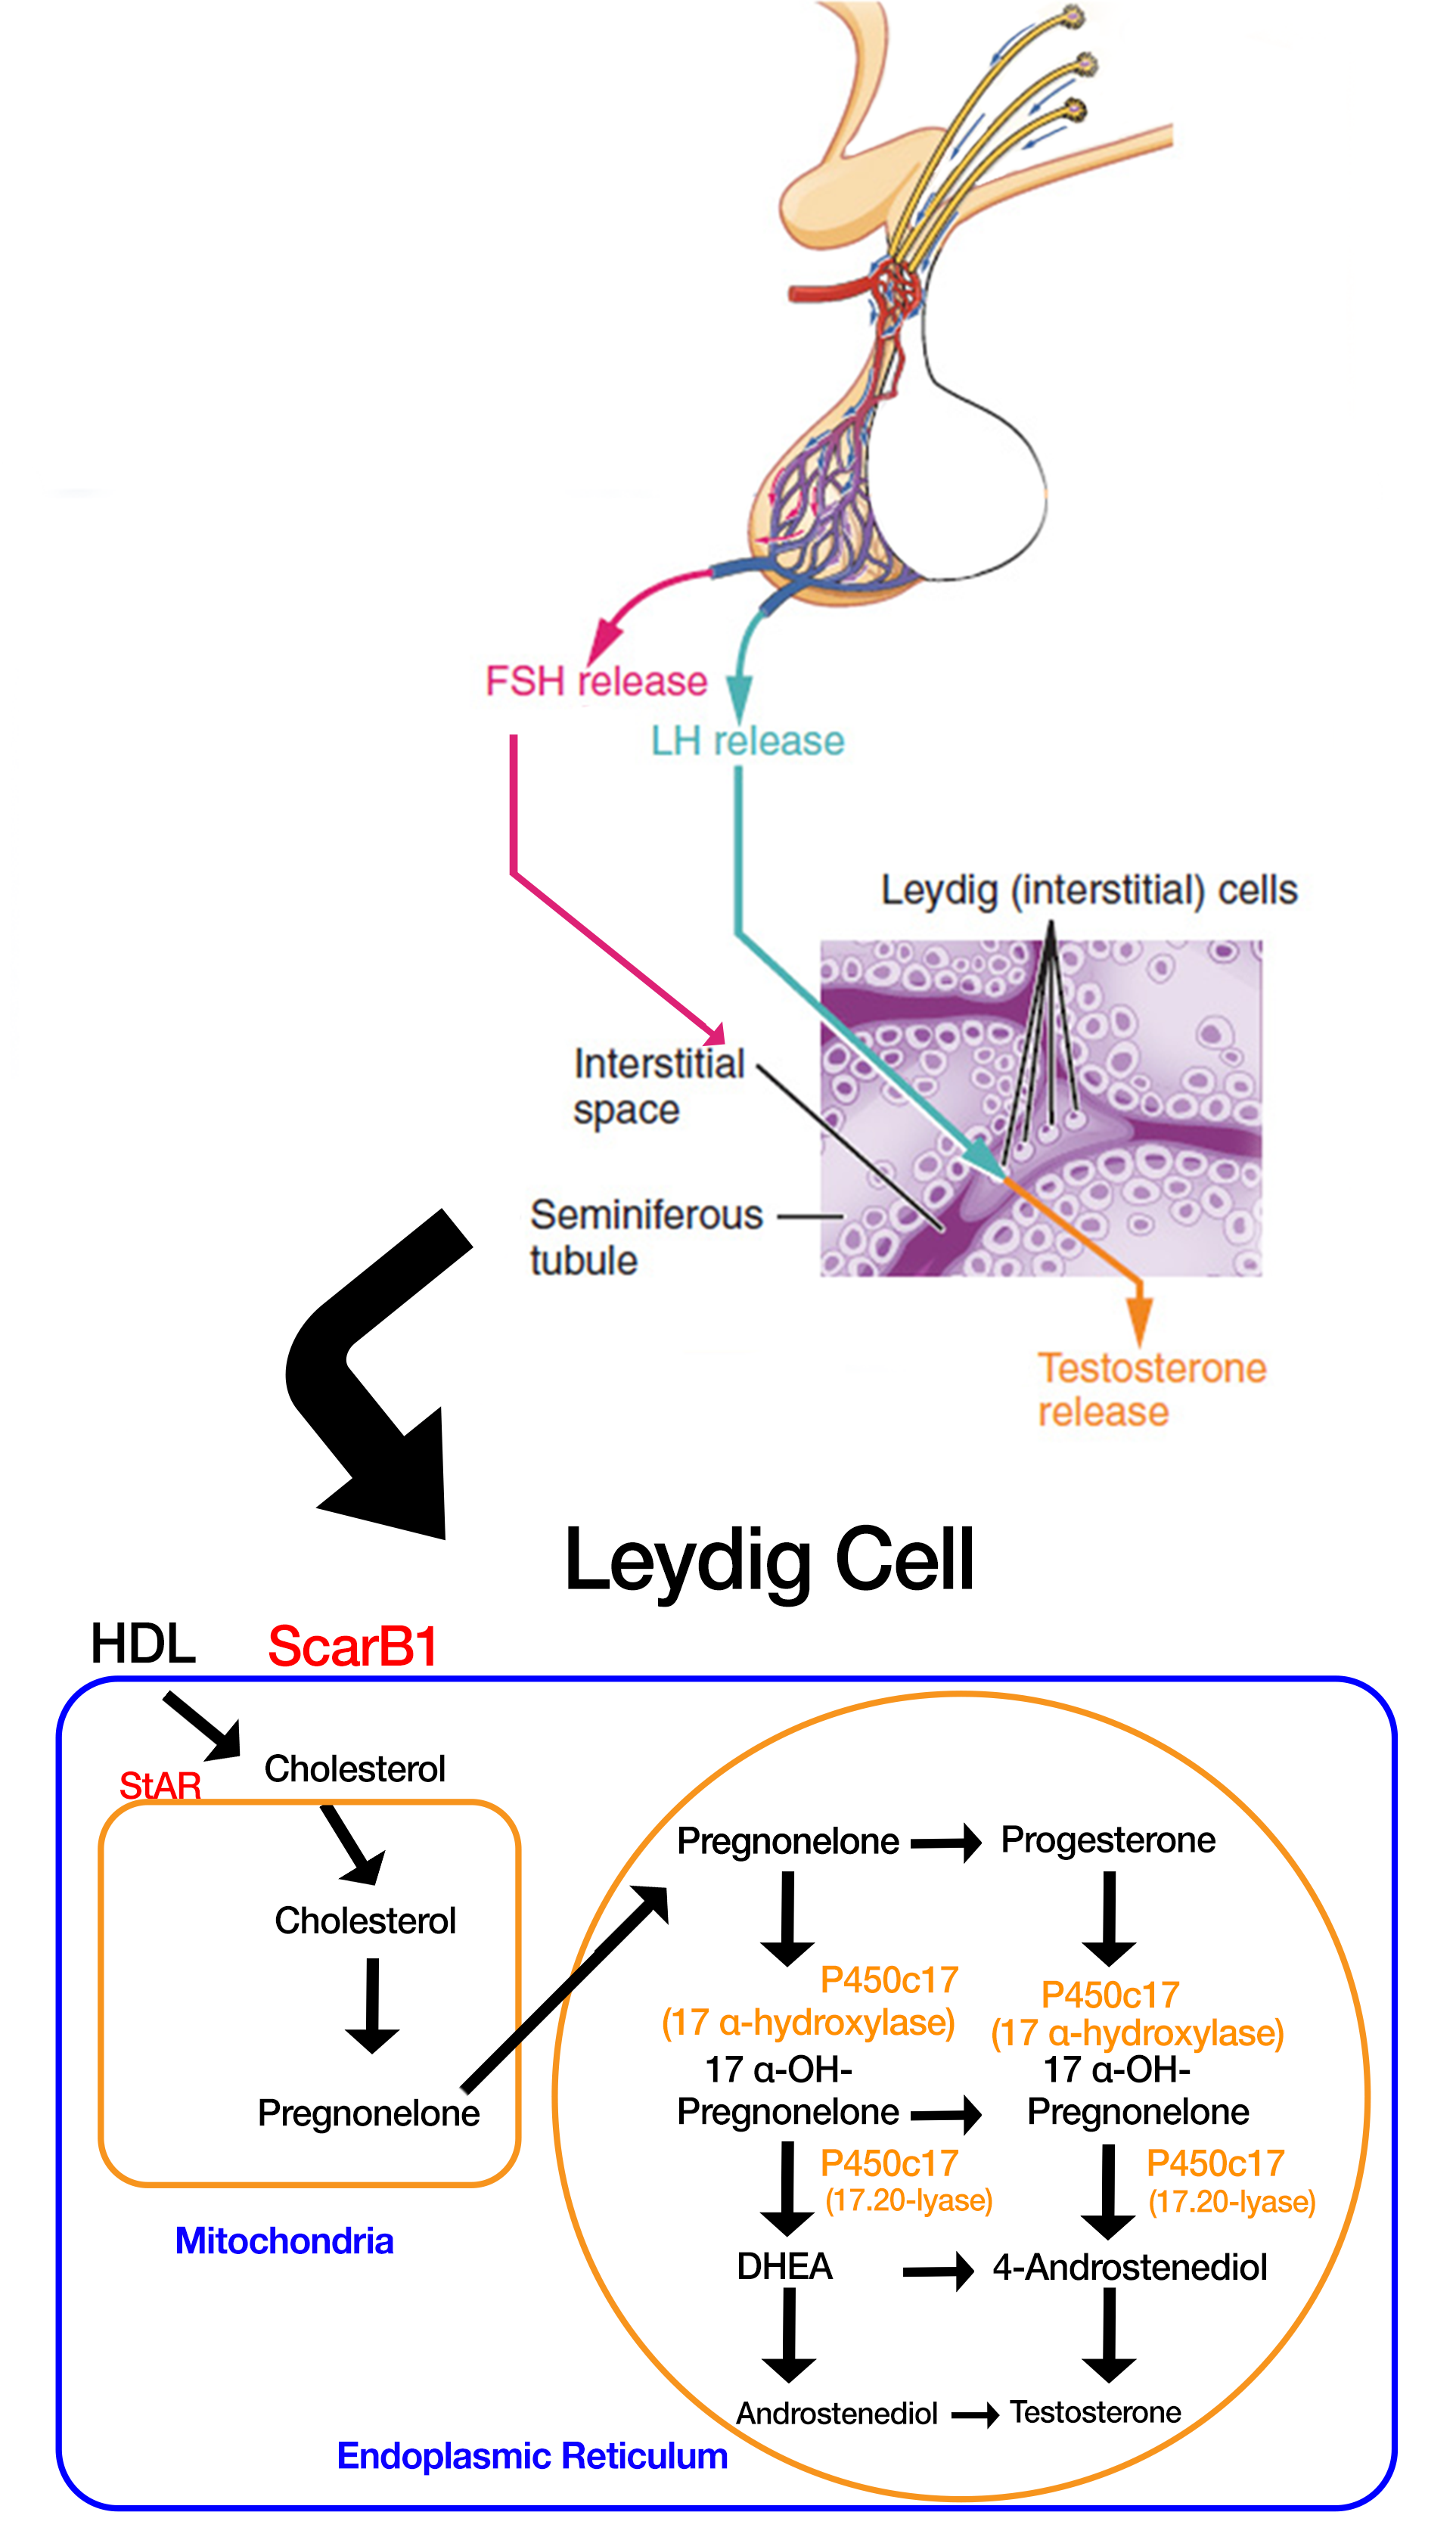 FSH release
LH release
Leydig (interstitial) cells
Interstitial
space
Seminiferous
tubule
Testosterone
release
Leydig Cell
HDL
ScarB1
Cholesterol
StAR
Cholesterol
Pregnonelone
Mitochondria
Pregnonelone
Progesterone
P450c17
(17 α-hydroxylase)
P450c17
(17 α-hydroxylase)
17 α-OH-
Pregnonelone
17 α-OH-
Pregnonelone
P450c17
(17.20-lyase)
P450c17
(17.20-lyase)
DHEA
4-Androstenediol
Androstenediol
Testosterone
Endoplasmic Reticulum